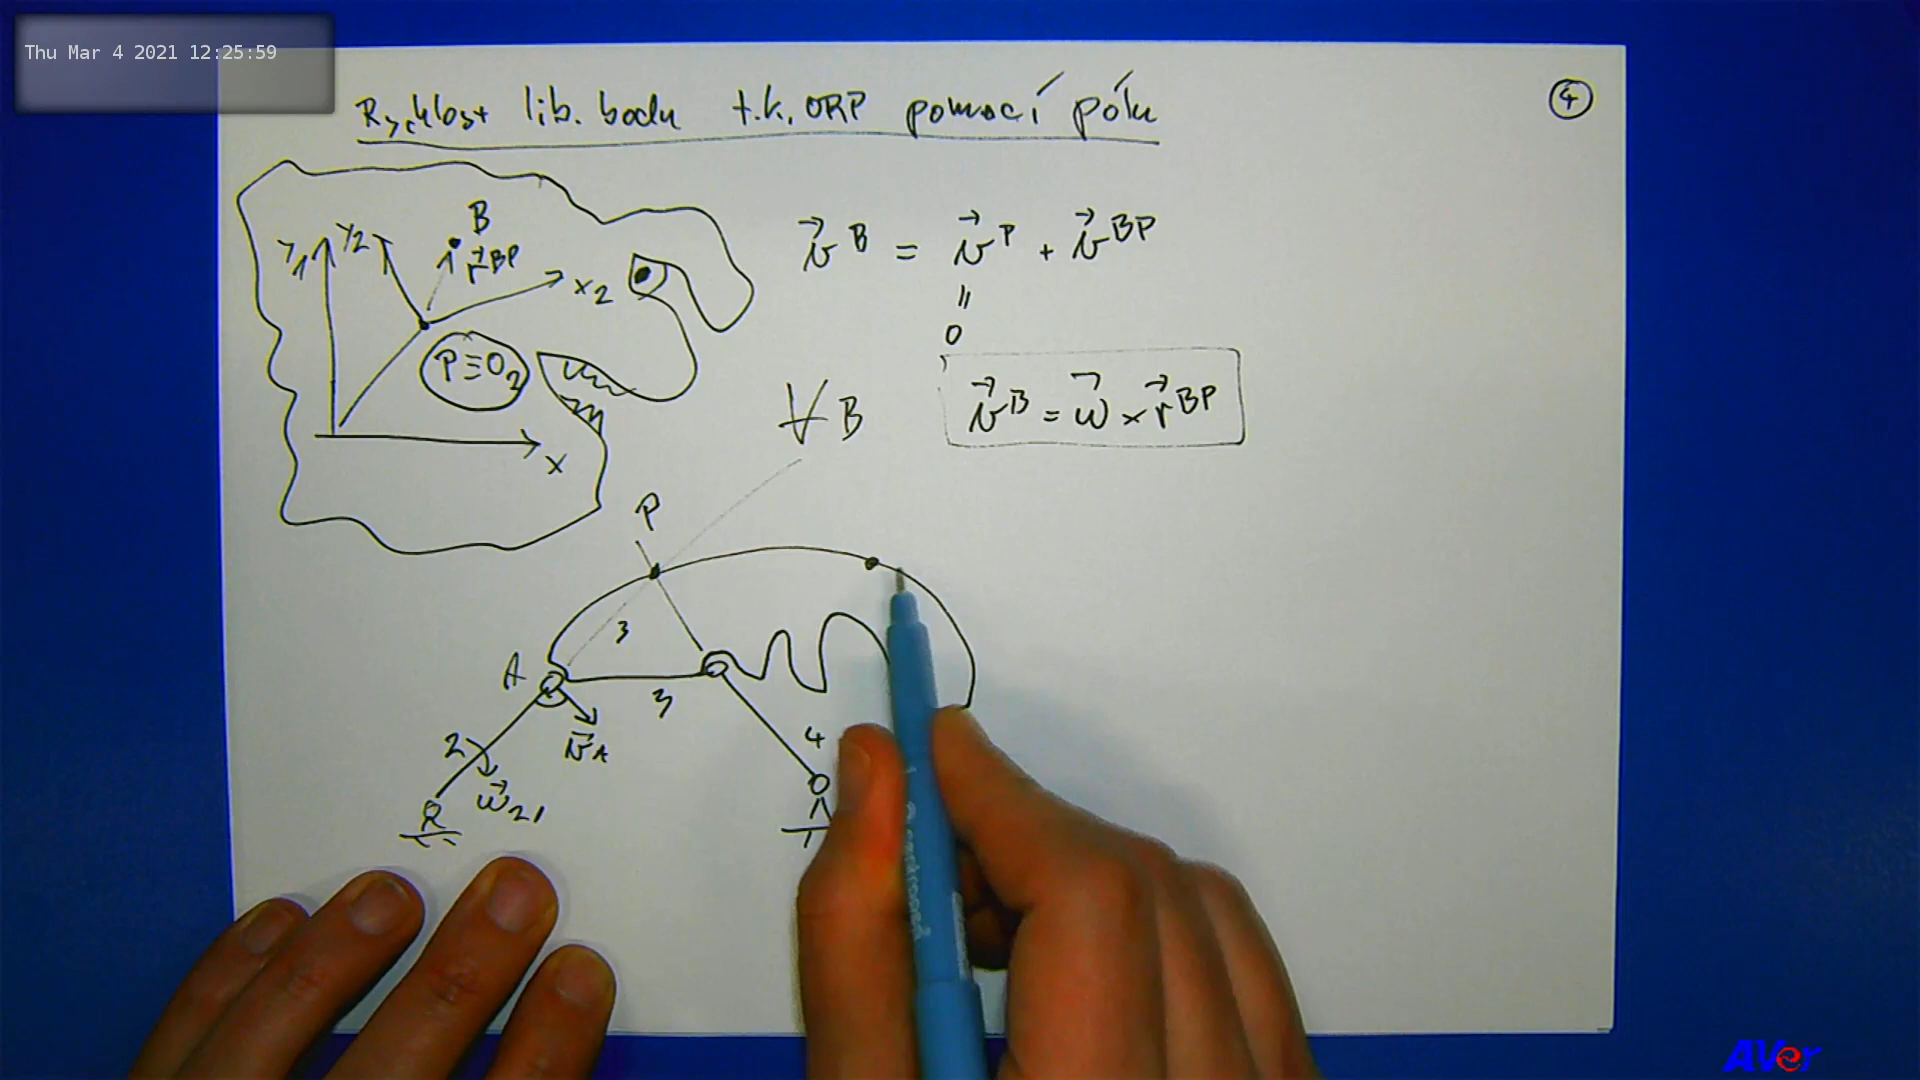 Thu Mar 4 2021 12:25:59
Rychlost lib. bodu t.k. ORP pomocí pólu
4
B
y₁ y₂ r⃗ᴮᴾ x₂
P≡O₂
x
v⃗ᴮ = v⃗ᴾ + v⃗ᴮᴾ
"
0
∀B v⃗ᴮ = ω⃗ × r⃗ᴮᴾ
P
3
A
3
v⃗A
2 4
ω⃗₂₁
AVer